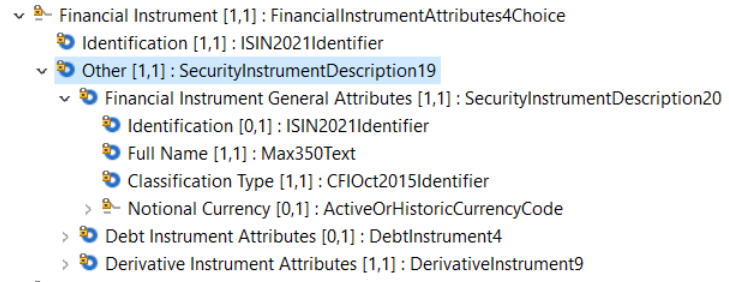 Financial Instrument [1,1] : FinancialInstrumentAttributes4Choice
Identification [1,1] : ISIN2021Identifier
Other [1,1] : SecurityInstrumentDescription19
Financial Instrument General Attributes [1,1] : SecurityInstrumentDescription20
Identification [0,1] : ISIN2021Identifier
Full Name [1,1] : Max350Text
Classification Type [1,1] : CFIOct2015Identifier
Notional Currency [0,1] : ActiveOrHistoricCurrencyCode
Debt Instrument Attributes [0,1] : DebtInstrument4
Derivative Instrument Attributes [1,1] : DerivativeInstrument9